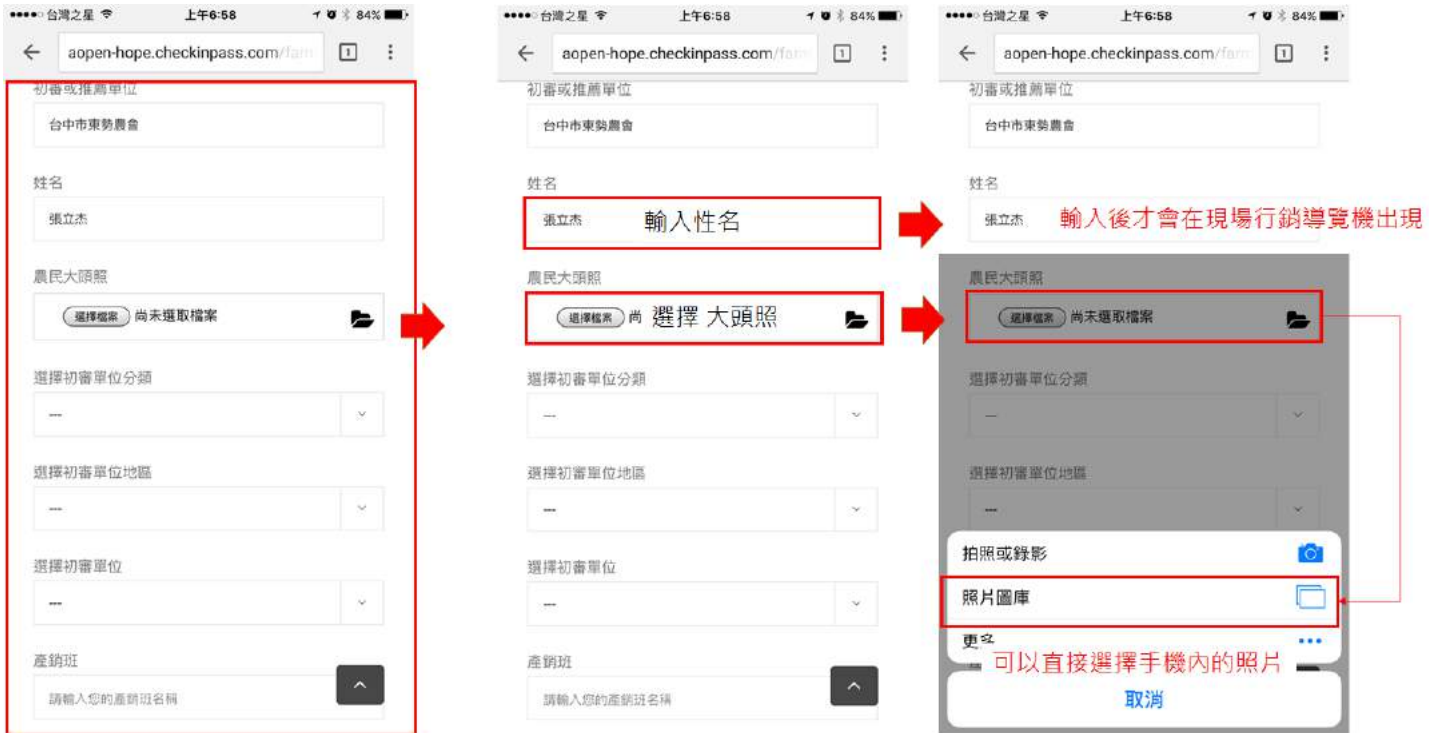 台灣之星
上午6:58
84%
aopen-hope.checkinpass.com/farm
1
初審或推薦單位
台中市東勢農會
姓名
張立杰
農民大頭照
選擇檔案 尚未選取檔案
選擇初審單位分類
---
選擇初審單位地區
---
選擇初審單位
---
產銷班
請輸入您的產銷班名稱
台灣之星
上午6:58
84%
aopen-hope.checkinpass.com/farm
1
初審或推薦單位
台中市東勢農會
姓名
張立杰 輸入性名
農民大頭照
選擇檔案 尚 選擇 大頭照
選擇初審單位分類
---
選擇初審單位地區
---
選擇初審單位
---
產銷班
請輸入您的產銷班名稱
台灣之星
上午6:58
84%
aopen-hope.checkinpass.com/farm
1
初審或推薦單位
台中市東勢農會
姓名
張立杰 輸入後才會在現場行銷導覽機出現
農民大頭照
選擇檔案 尚未選取檔案
選擇初審單位分類
---
選擇初審單位地區
---
拍照或錄影
照片圖庫
更多
可以直接選擇手機內的照片
取消